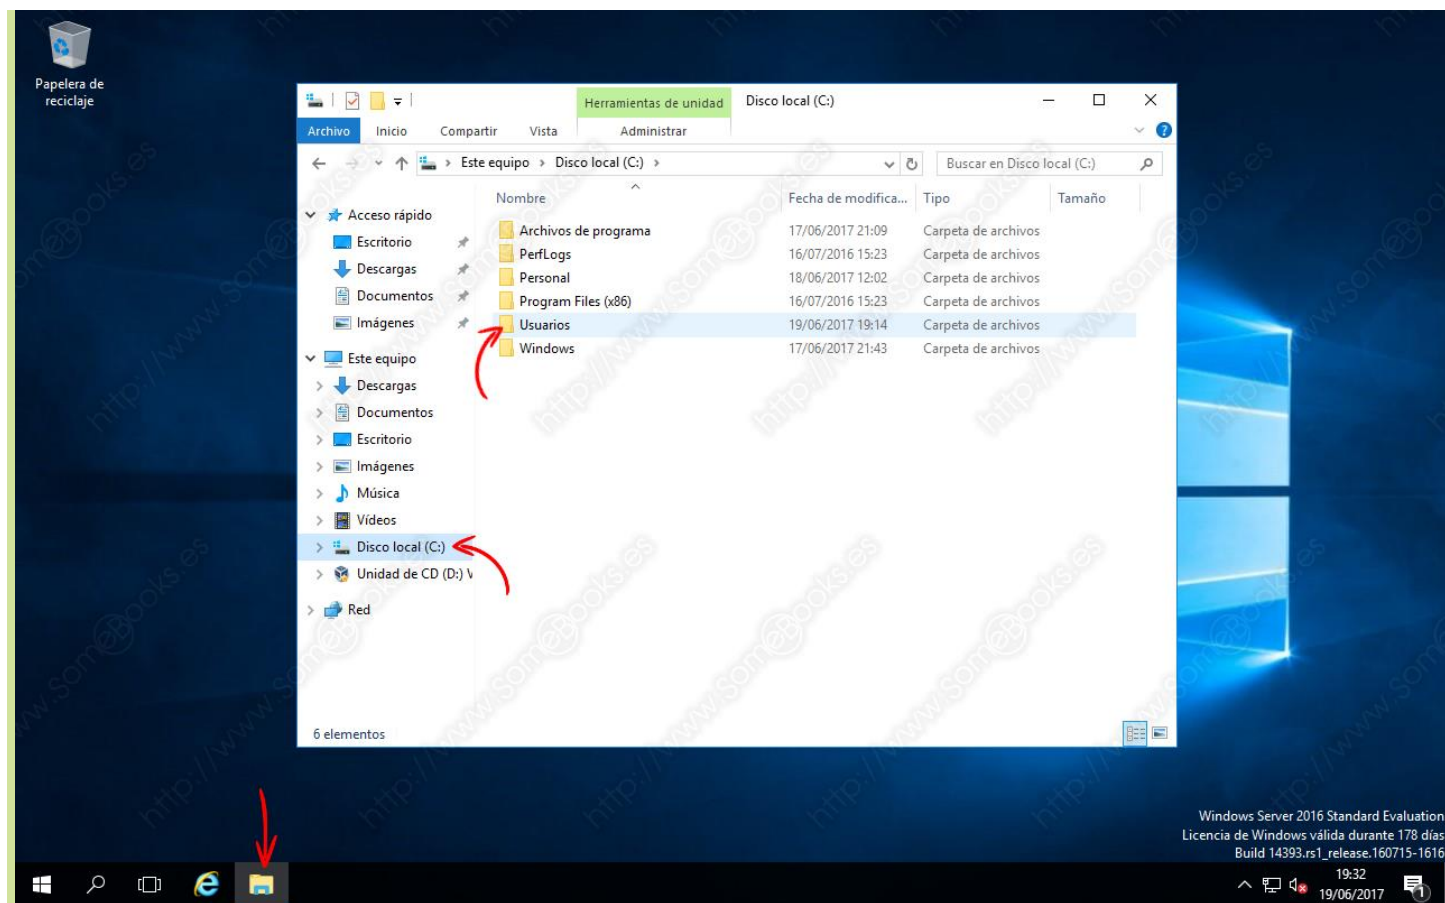 Papelera de
reciclaje
Herramientas de unidad
Disco local (C:)
Archivo
Inicio
Compartir
Vista
Administrar
Este equipo > Disco local (C:) >
Buscar en Disco local (C:)
Nombre
Fecha de modifica...
Tipo
Tamaño
Acceso rápido
Escritorio
Descargas
Documentos
Imágenes
Este equipo
Descargas
Documentos
Escritorio
Imágenes
Música
Vídeos
Disco local (C:)
Unidad de CD (D:) V
Red
Archivos de programa 17/06/2017 21:09 Carpeta de archivos
PerfLogs 16/07/2016 15:23 Carpeta de archivos
Personal 18/06/2017 12:02 Carpeta de archivos
Program Files (x86) 16/07/2016 15:23 Carpeta de archivos
Usuarios 19/06/2017 19:14 Carpeta de archivos
Windows 17/06/2017 21:43 Carpeta de archivos
6 elementos
Windows Server 2016 Standard Evaluation
Licencia de Windows válida durante 178 días
Build 14393.rs1_release.160715-1616
19:32
19/06/2017
1
http://www.someBooks.es